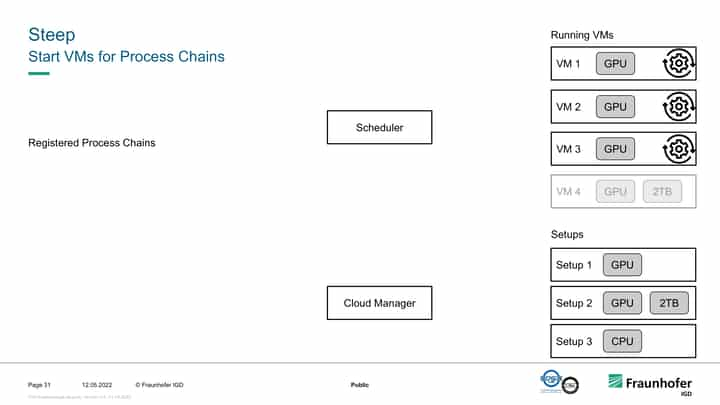 Steep
Start VMs for Process Chains
Running VMs
VM 1 GPU
VM 2 GPU
VM 3 GPU
VM 4 GPU 2TB
Scheduler
Registered Process Chains
Setups
Setup 1 GPU
Setup 2 GPU 2TB
Setup 3 CPU
Cloud Manager
Page 31 12.05.2022 © Fraunhofer IGD Public
Fraunhofer
IGD